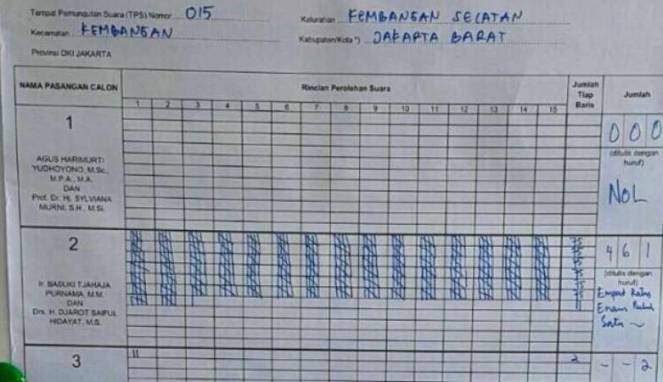 Tempat Pemungutan Suara (TPS) Nomor 015
Kelurahan KEMBANGAN SELATAN
Kecamatan KEMBANGAN
Kabupaten/Kota *) JAKARTA BARAT
Provinsi DKI JAKARTA
NAMA PASANGAN CALON
Rincian Perolehan Suara
Jumlah Tiap Baris
Jumlah
1 2 3 4 5 6 7 8 9 10 11 12 13 14 15
1
0 0 0
AGUS HARIMURTI
YUDHOYONO, M.Sc.,
M.P.A., M.A.
DAN
Prof. Dr. Hj. SYLVIANA
MURNI, S.H., M.Si.
(ditulis dengan
huruf)
NOL
2
4 6 1
Ir. BASUKI TJAHAJA
PURNAMA, M.M.
DAN
Drs. H. DJAROT SAIFUL
HIDAYAT, M.S.
(ditulis dengan
huruf)
Empat Ratus
Enam Puluh
Satu
3
2
- - 2